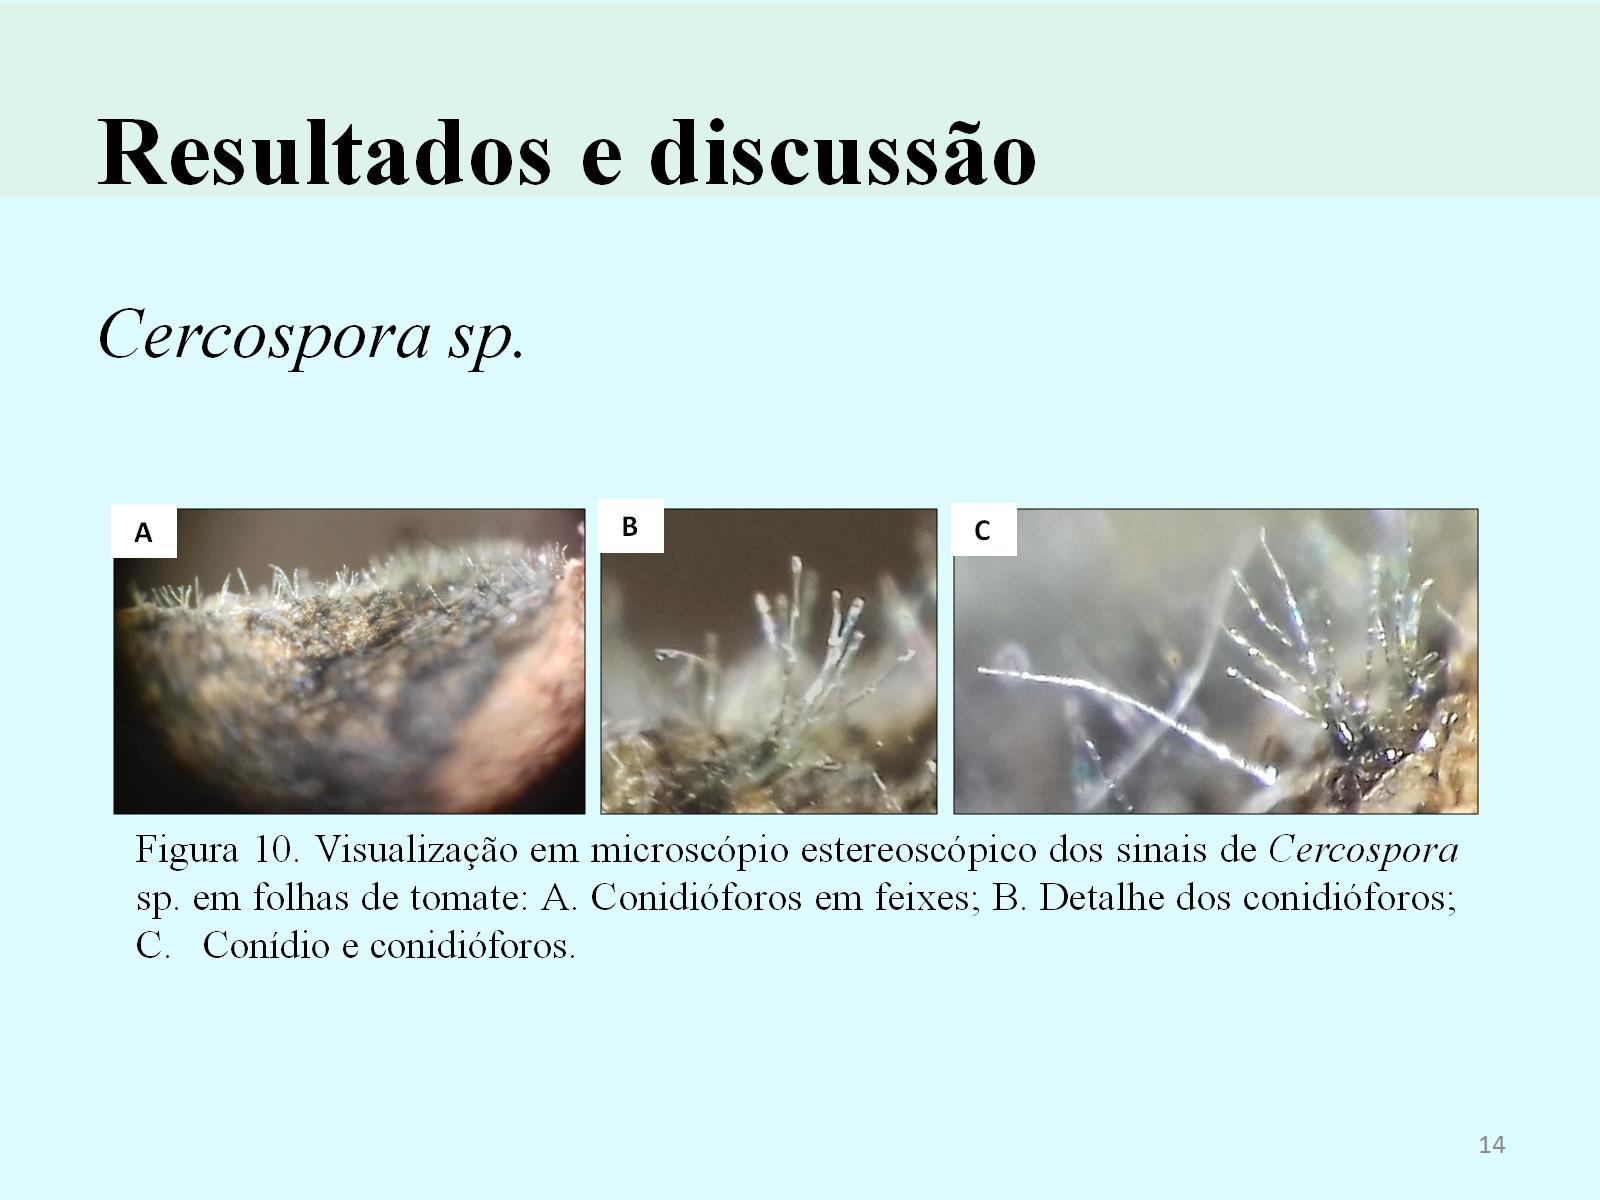 Resultados e discussão
Cercospora sp.
A
B
C
Figura 10. Visualização em microscópio estereoscópico dos sinais de Cercospora
sp. em folhas de tomate: A. Conidióforos em feixes; B. Detalhe dos conidióforos;
C. Conídio e conidióforos.
14